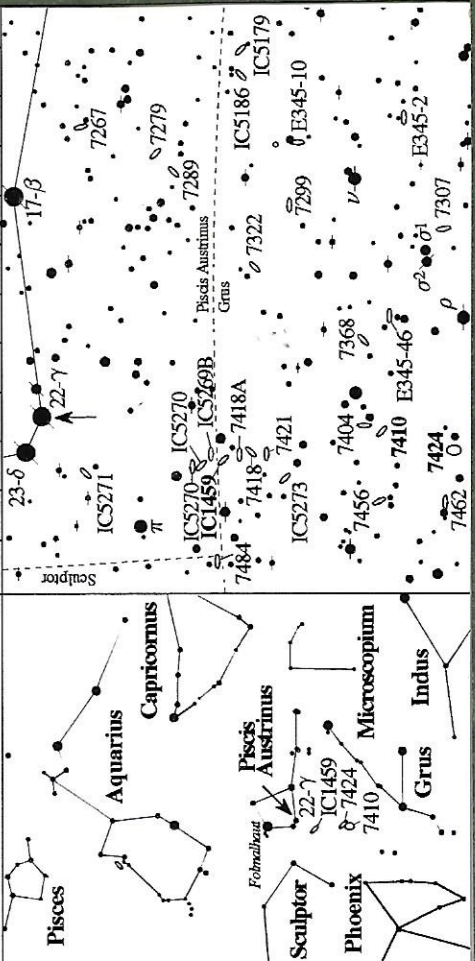 Pisces
Aquarius
Capricornus
Piscis
Austrinus
Folmalhaut
22-γ
IC1459
7424
7410
Sculptor
Microscopium
Phoenix
Grus
Indus
17-β
23-δ
22-γ
7267
IC5271
7279
π
7289
Sculptor
IC5270
IC5270
IC5269B
Piscis Austrinus
Grus
IC1459
7418A
IC5186
IC5179
7484
7418
7322
7421
E345-10
IC5273
7299
ν
7368
7404
7456
7410
E345-46
E345-2
σ²
σ¹
7424
7307
7462
ρ